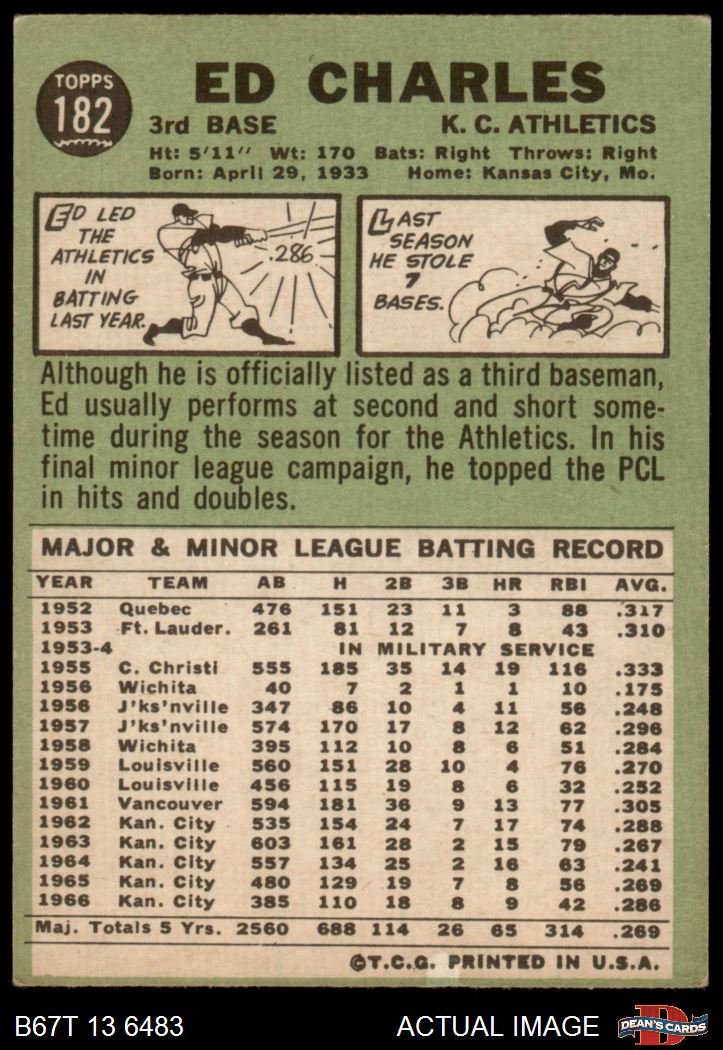 TOPPS
182
ED CHARLES
3rd BASE K. C. ATHLETICS
Ht: 5'11'' Wt: 170 Bats: Right Throws: Right
Born: April 29, 1933 Home: Kansas City, Mo.
ED LED
THE
ATHLETICS
IN
BATTING
LAST YEAR.
.286
LAST
SEASON
HE STOLE
7
BASES.
Although he is officially listed as a third baseman,
Ed usually performs at second and short some-
time during the season for the Athletics. In his
final minor league campaign, he topped the PCL
in hits and doubles.
MAJOR & MINOR LEAGUE BATTING RECORD
YEAR TEAM AB H 2B 3B HR RBI AVG.
1952 Quebec 476 151 23 11 3 88 .317
1953 Ft. Lauder. 261 81 12 7 8 43 .310
1953-4 IN MILITARY SERVICE
1955 C. Christi 555 185 35 14 19 116 .333
1956 Wichita 40 7 2 1 1 10 .175
1956 J'ks'nville 347 86 10 4 11 56 .248
1957 J'ks'nville 574 170 17 8 12 62 .296
1958 Wichita 395 112 10 8 6 51 .284
1959 Louisville 560 151 28 10 4 76 .270
1960 Louisville 456 115 19 8 6 32 .252
1961 Vancouver 594 181 36 9 13 77 .305
1962 Kan. City 535 154 24 7 17 74 .288
1963 Kan. City 603 161 28 2 15 79 .267
1964 Kan. City 557 134 25 2 16 63 .241
1965 Kan. City 480 129 19 7 8 56 .269
1966 Kan. City 385 110 18 8 9 42 .286
Maj. Totals 5 Yrs. 2560 688 114 26 65 314 .269
©T.C.G. PRINTED IN U.S.A.
B67T 13 6483 ACTUAL IMAGE
D
DEAN'S CARDS